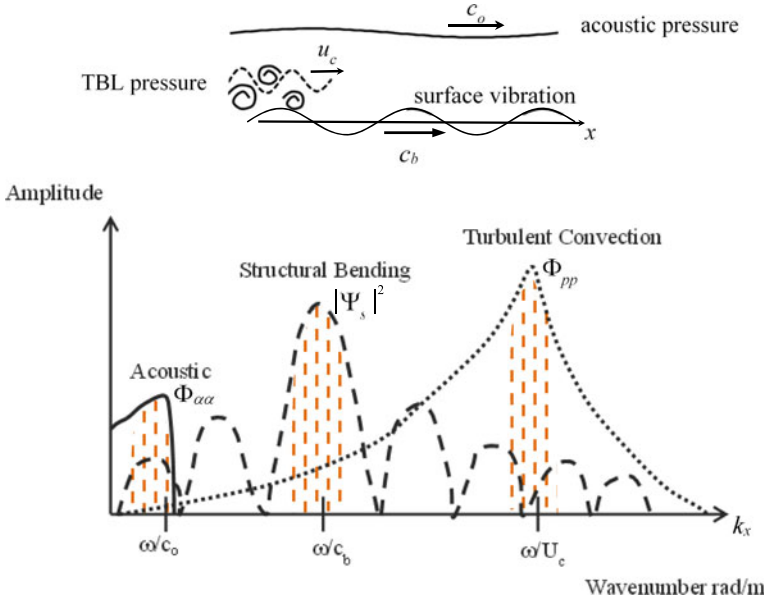 c_o
acoustic pressure
u_c
TBL pressure
surface vibration
x
c_b
Amplitude
Turbulent Convection
Φ_pp
Structural Bending
|Ψ_s|²
Acoustic
Φ_αα
k_x
ω/c_o
ω/c_b
ω/U_c
Wavenumber rad/m